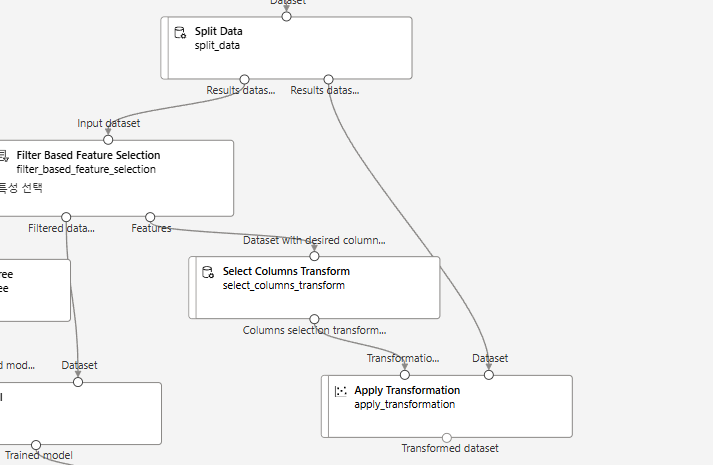 Dataset
Split Data
split_data
Results datas...
Results datas...
Input dataset
Filter Based Feature Selection
filter_based_feature_selection
특성 선택
Filtered data...
Features
Dataset with desired column...
Select Columns Transform
select_columns_transform
ree
ee
Columns selection transform...
d mod...
Dataset
Transformatio...
Dataset
l
Apply Transformation
apply_transformation
Trained model
Transformed dataset